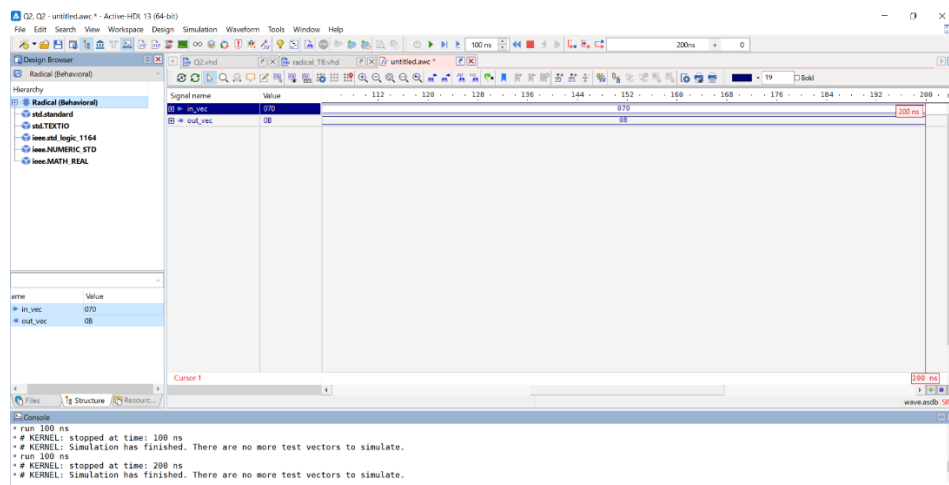 Q2, Q2 - untitled.awc * - Active-HDL 13 (64-bit)
File Edit Search View Workspace Design Simulation Waveform Tools Window Help
100 ns 200ns + 0
Design Browser
Q2.vhd radical_TB.vhd untitled.awc *
Radical (Behavioral)
19 Bold
Hierarchy
Signal name Value 112 120 128 136 144 152 160 168 176 184 192 200
Radical (Behavioral)
in_vec 070 070
200 ns
std.standard
out_vec 0B 0B
std.TEXTIO
ieee.std_logic_1164
ieee.NUMERIC_STD
ieee.MATH_REAL
ame Value
in_vec 070
out_vec 0B
Cursor 1 200 ns
Files Structure Resourc...
wave.asdb SI
Console
run 100 ns
# KERNEL: stopped at time: 100 ns
# KERNEL: Simulation has finished. There are no more test vectors to simulate.
run 100 ns
# KERNEL: stopped at time: 200 ns
# KERNEL: Simulation has finished. There are no more test vectors to simulate.